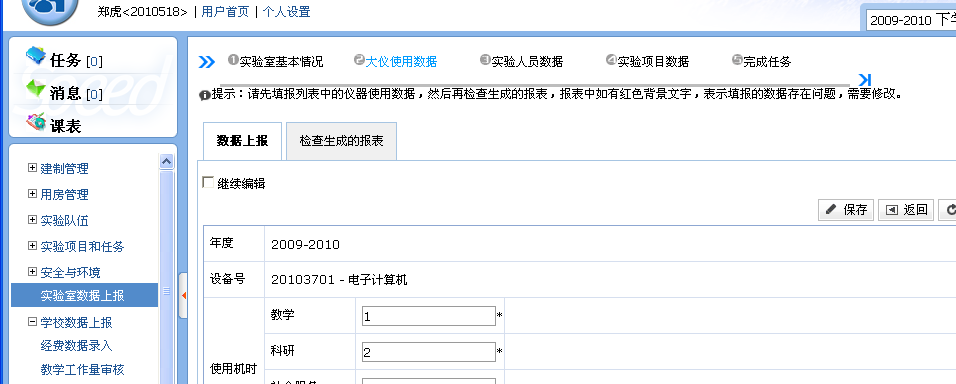 郑虎<2010518> | 用户首页 | 个人设置
2009-2010 下学
任务 [0]
消息 [0]
课表
1实验室基本情况 2大仪使用数据 3实验人员数据 4实验项目数据 5完成任务
提示：请先填报列表中的仪器使用数据，然后再检查生成的报表，报表中如有红色背景文字，表示填报的数据存在问题，需要修改。
建制管理
用房管理
实验队伍
实验项目和任务
安全与环境
实验室数据上报
学校数据上报
经费数据录入
教学工作量审核
数据上报 检查生成的报表
继续编辑
保存 返回
年度 2009-2010
设备号 20103701 - 电子计算机
使用机时
教学 1 *
科研 2 *